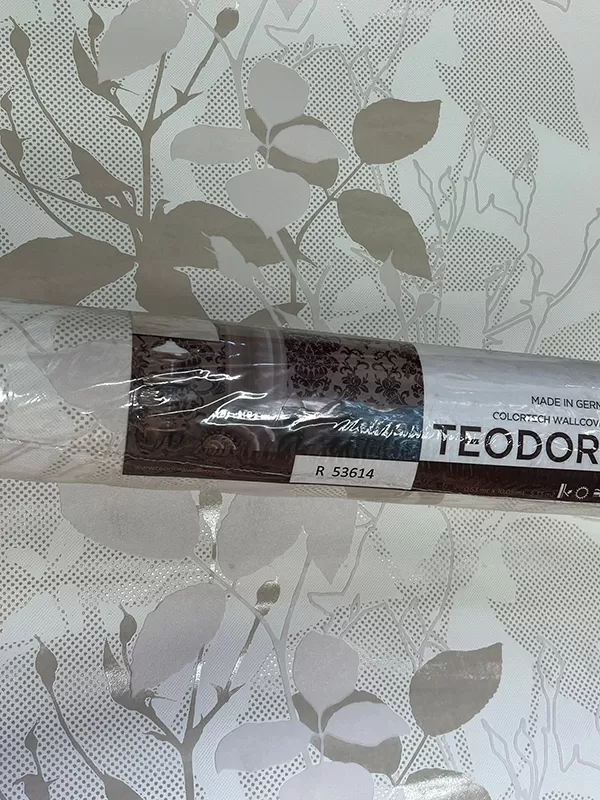 MADE IN GERM
COLORTECH WALLCOV
TEODOR
R 53614